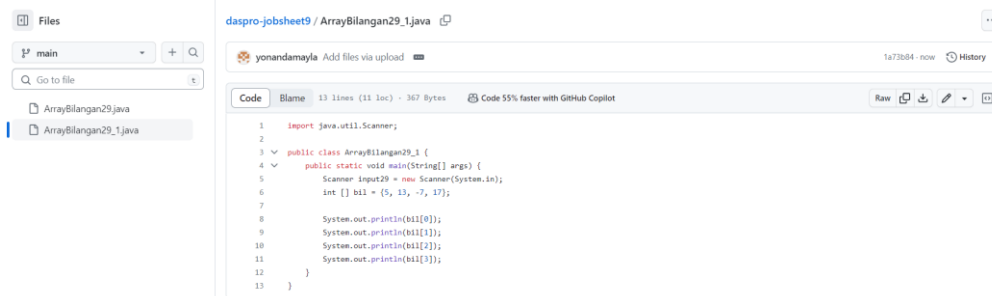 Files
main
Go to file
t
ArrayBilangan29.java
ArrayBilangan29_1.java
daspro-jobsheet9 / ArrayBilangan29_1.java
yonandamayla Add files via upload
1a73b84 · now
History
Code
Blame
13 lines (11 loc) · 367 Bytes
Code 55% faster with GitHub Copilot
Raw
1 import java.util.Scanner;
2
3 public class ArrayBilangan29_1 {
4 public static void main(String[] args) {
5 Scanner input29 = new Scanner(System.in);
6 int [] bil = {5, 13, -7, 17};
7
8 System.out.println(bil[0]);
9 System.out.println(bil[1]);
10 System.out.println(bil[2]);
11 System.out.println(bil[3]);
12 }
13 }